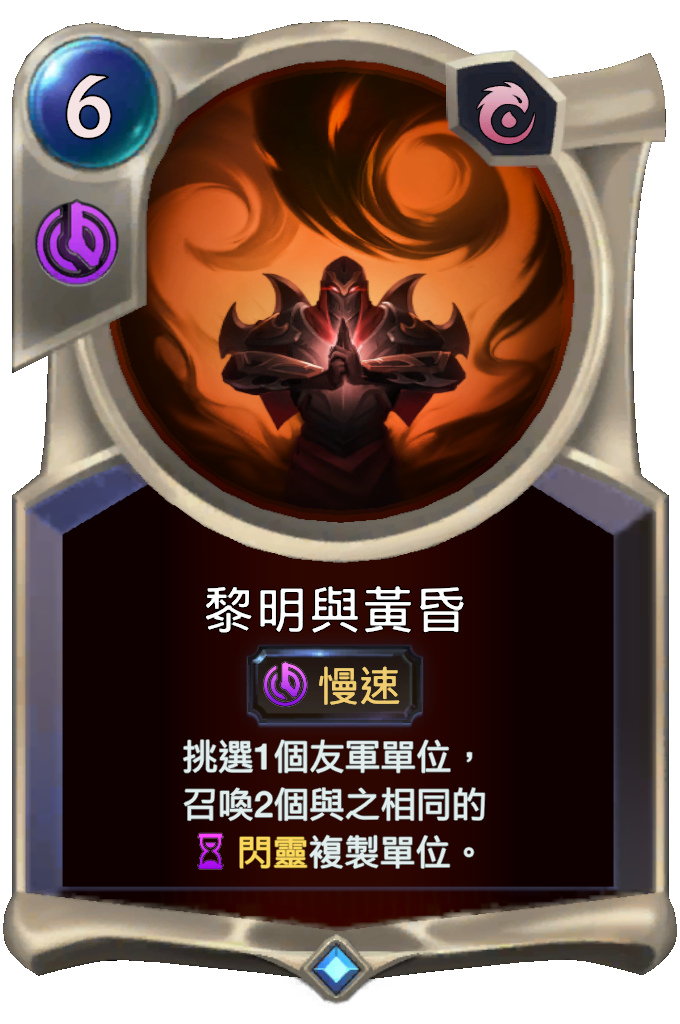 6
黎明與黃昏
慢速
挑選1個友軍單位，
召喚2個與之相同的
閃靈複製單位。